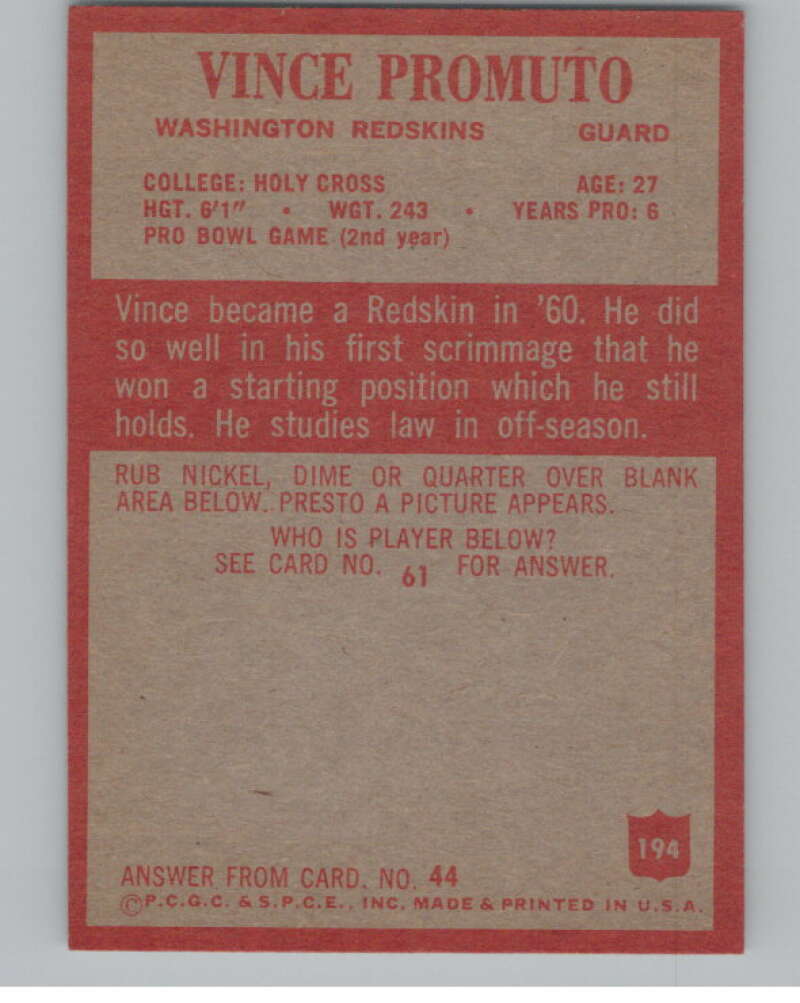 VINCE PROMUTO
WASHINGTON REDSKINS GUARD
COLLEGE: HOLY CROSS AGE: 27
HGT. 6'1" • WGT. 243 • YEARS PRO: 6
PRO BOWL GAME (2nd year)
Vince became a Redskin in '60. He did
so well in his first scrimmage that he
won a starting position which he still
holds. He studies law in off-season.
RUB NICKEL, DIME OR QUARTER OVER BLANK
AREA BELOW. PRESTO A PICTURE APPEARS.
WHO IS PLAYER BELOW?
SEE CARD NO. 61 FOR ANSWER.
194
ANSWER FROM CARD. NO. 44
©P.C.G.C. & S.P.C.E., INC. MADE & PRINTED IN U.S.A.